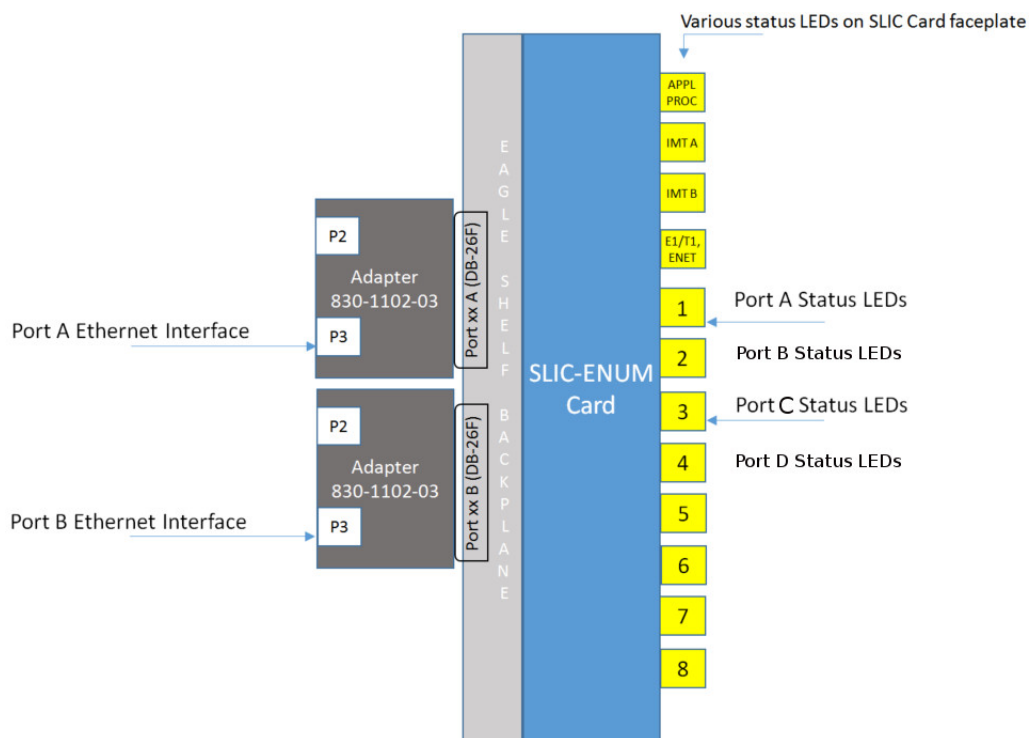 Various status LEDs on SLIC Card faceplate
APPL
PROC
IMT A
IMT B
E1/T1,
ENET
1
Port A Status LEDs
2
Port B Status LEDs
3
Port C Status LEDs
4
Port D Status LEDs
5
6
7
8
SLIC-ENUM
Card
EAGLE SHELF BACKPLANE
Port xx A (DB-26F)
P2
Adapter
830-1102-03
P3
Port A Ethernet Interface
Port xx B (DB-26F)
P2
Adapter
830-1102-03
P3
Port B Ethernet Interface